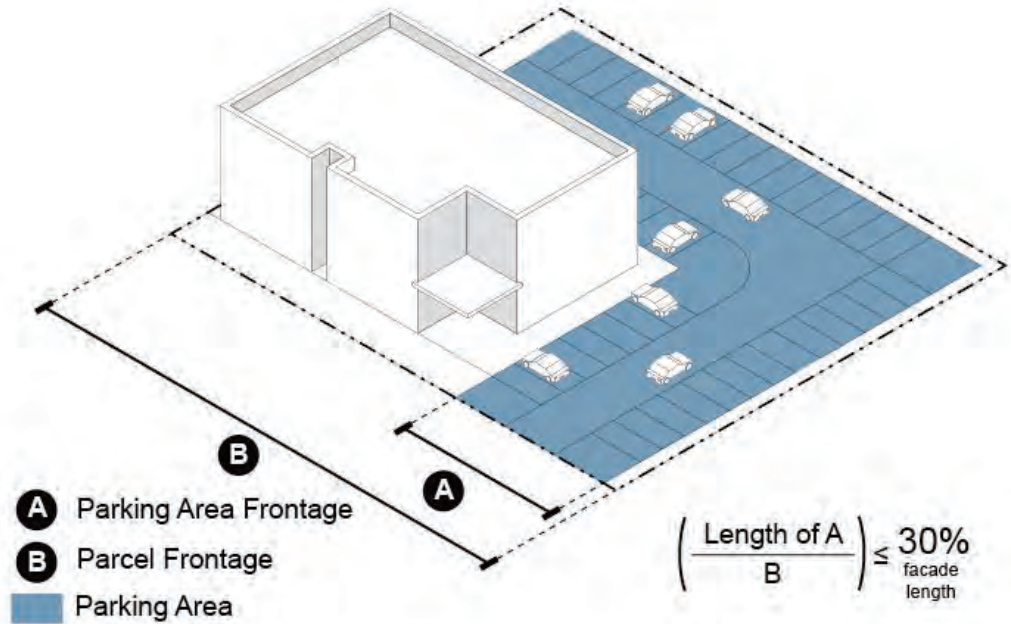 B
A
A Parking Area Frontage
B Parcel Frontage
Parking Area
( Length of A / B ) ≤ 30%
facade
length